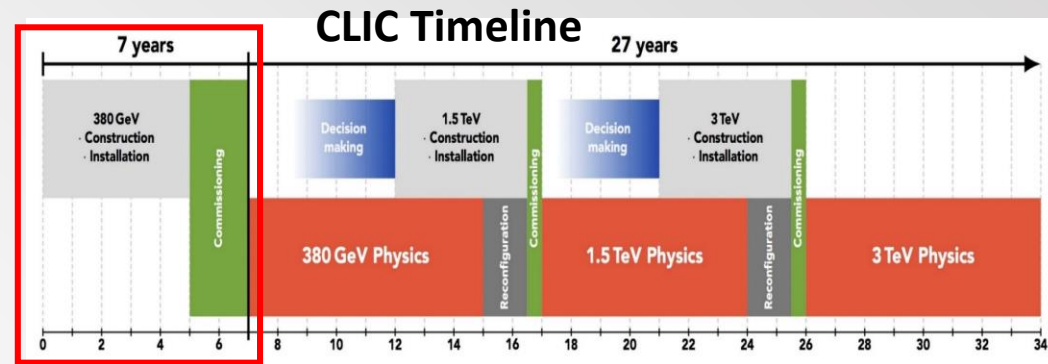 CLIC Timeline
7 years
27 years
380 GeV
· Construction
· Installation
Commissioning
Decision
making
1.5 TeV
· Construction
· Installation
Commissioning
Decision
making
3 TeV
· Construction
· Installation
Commissioning
380 GeV Physics
Reconfiguration
1.5 TeV Physics
Reconfiguration
3 TeV Physics
0 2 4 6 8 10 12 14 16 18 20 22 24 26 28 30 32 34